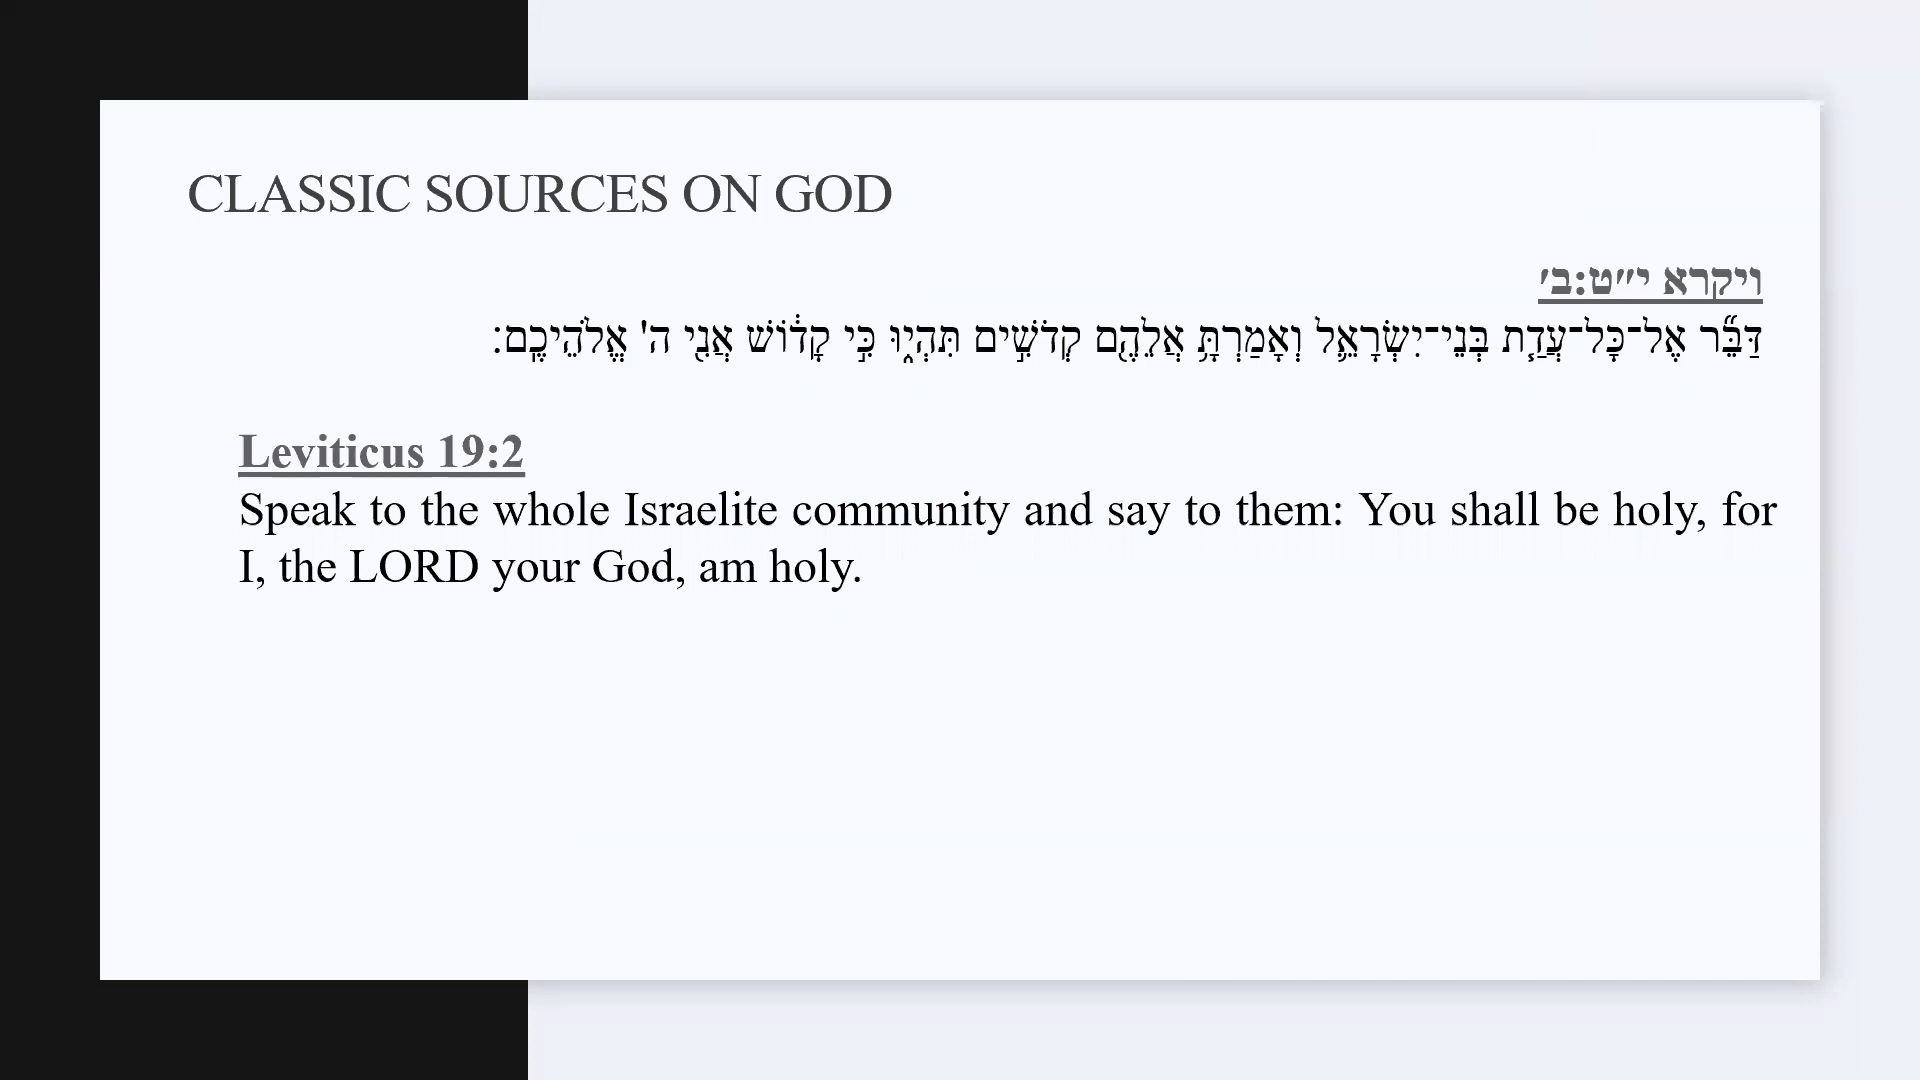 CLASSIC SOURCES ON GOD
ויקרא י״ט:ב׳
דַּבֵּ֞ר אֶל־כׇּל־עֲדַ֧ת בְּנֵי־יִשְׂרָאֵ֛ל וְאָמַרְתָּ֥ אֲלֵהֶ֖ם קְדֹשִׁ֣ים תִּהְי֑וּ כִּ֣י קָד֔וֹשׁ אֲנִ֖י ה' אֱלֹהֵיכֶֽם׃
Leviticus 19:2
Speak to the whole Israelite community and say to them: You shall be holy, for
I, the LORD your God, am holy.